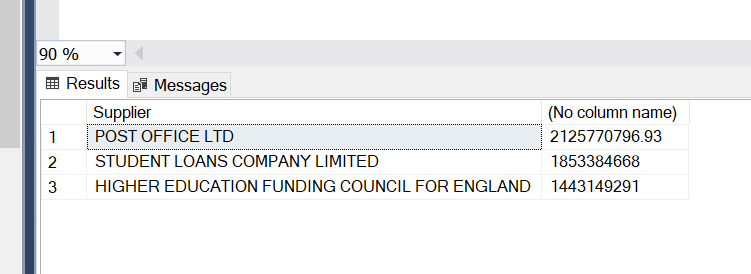 90 %
Results Messages
Supplier (No column name)
1 POST OFFICE LTD 2125770796.93
2 STUDENT LOANS COMPANY LIMITED 1853384668
3 HIGHER EDUCATION FUNDING COUNCIL FOR ENGLAND 1443149291